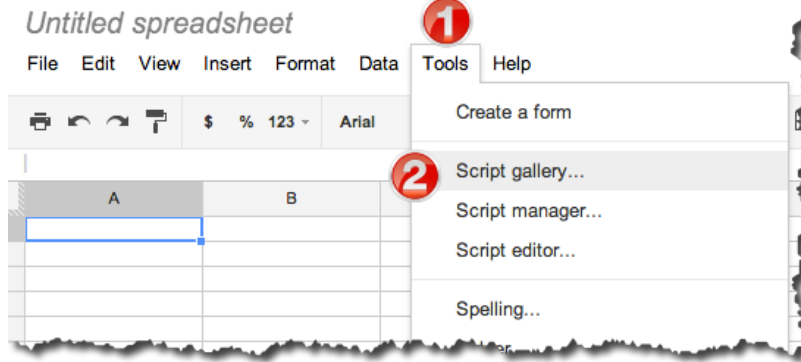 Untitled spreadsheet
1
File Edit View Insert Format Data Tools Help
$ % 123 Arial
Create a form
2
Script gallery...
A B
Script manager...
Script editor...
Spelling...